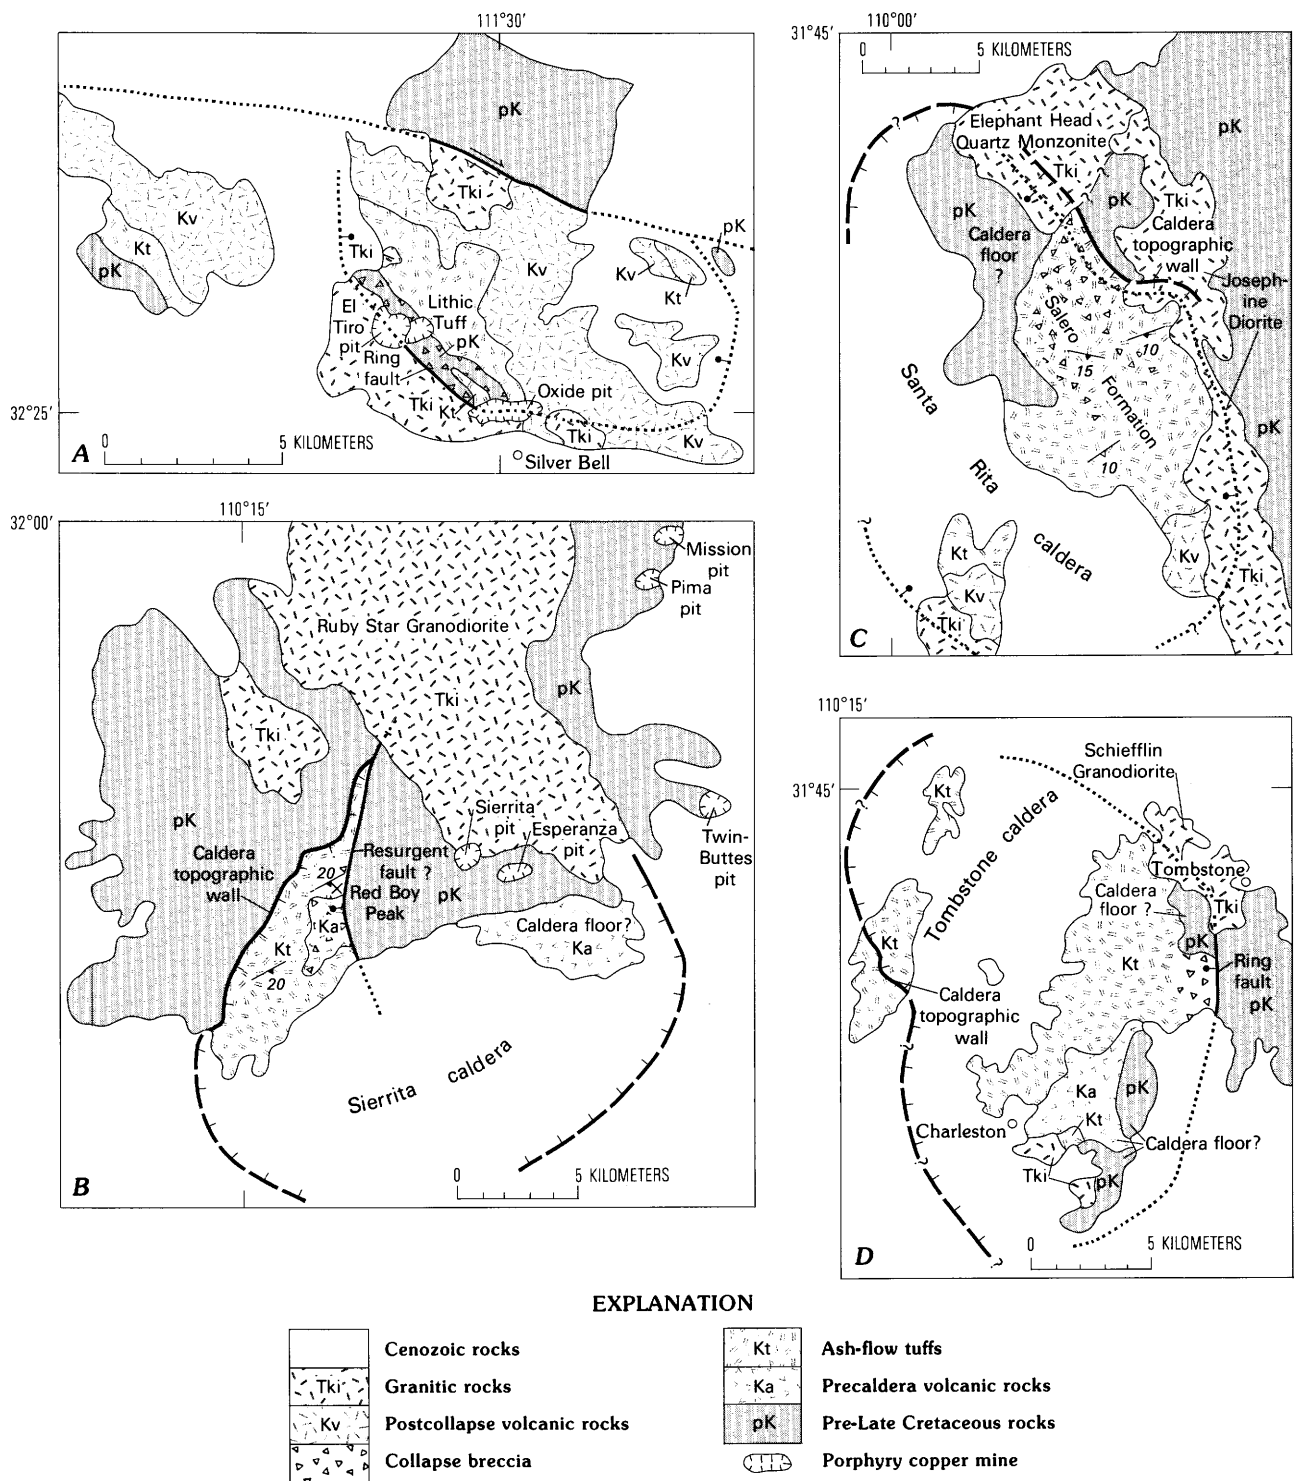 111°30′
pK
Tki
Kv
Kt
pK
Tki
Kv
pK
Kv
Kt
Kv
El
Tiro
pit
Lithic
Tuff
pK
Ring
fault
Tki
Kt
Oxide pit
Tki
Kv
32°25′
0 5 KILOMETERS
A
Silver Bell
110°00′
31°45′
0 5 KILOMETERS
?
Elephant Head
Quartz Monzonite
Tki
pK
pK
pK
Caldera
floor
?
Tki
Caldera
topographic
wall
Joseph-
ine
Diorite
Salero
Formation
10
15
10
pK
Santa
Rita
caldera
?
Kt
Kv
Tki
Kv
Tki
?
C
110°15′
32°00′
Mission
pit
Pima
pit
Ruby Star Granodiorite
Tki
pK
Tki
pK
Caldera
topographic
wall
Sierrita
pit
Esperanza
pit
Twin-
Buttes
pit
Resurgent
fault ?
20
Red Boy
Peak
pK
Ka
Kt
20
Caldera floor?
Ka
Sierrita caldera
0 5 KILOMETERS
B
110°15′
31°45′
Schiefflin
Granodiorite
Kt
?
Tombstone caldera
Tombstone
Caldera
floor ?
Tki
pK
Kt
Kt
Ring
fault
pK
Caldera
topographic
wall
?
?
Ka
pK
Kt
Charleston
Caldera floor?
Tki
pK
?
?
0 5 KILOMETERS
D
EXPLANATION
Cenozoic rocks
Tki Granitic rocks
Kv Postcollapse volcanic rocks
Collapse breccia
Kt Ash-flow tuffs
Ka Precaldera volcanic rocks
pK Pre-Late Cretaceous rocks
Porphyry copper mine